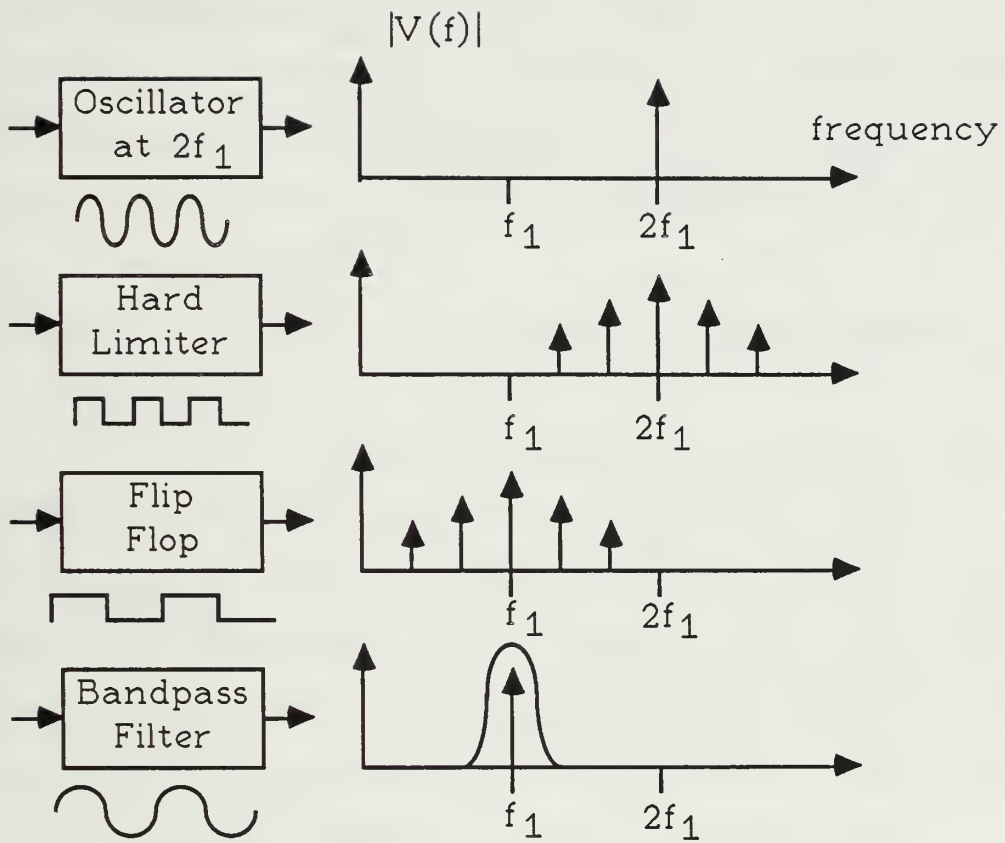 |V(f)|
Oscillator
at 2f₁
frequency
f₁ 2f₁
Hard
Limiter
f₁ 2f₁
Flip
Flop
f₁ 2f₁
Bandpass
Filter
f₁ 2f₁